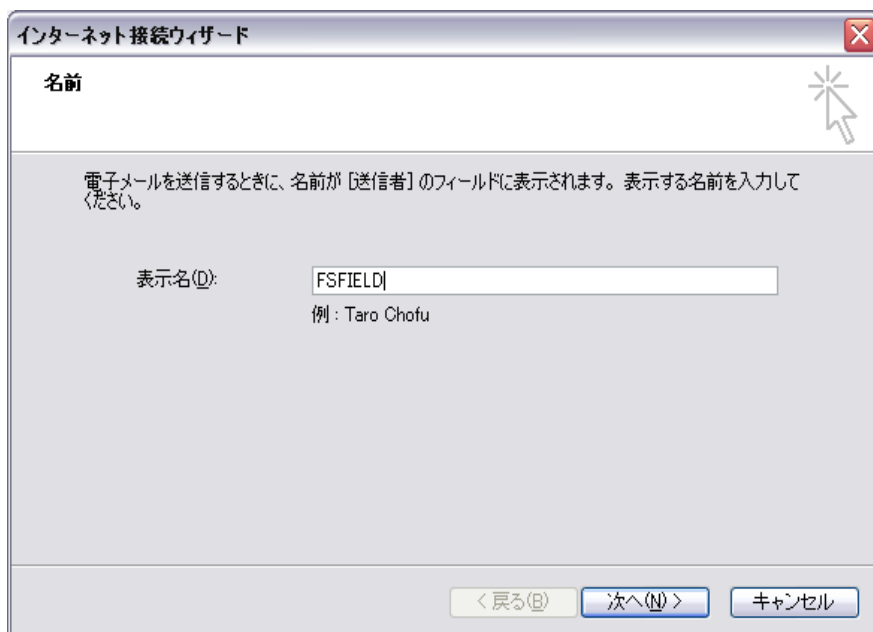 インターネット接続ウィザード
名前
電子メールを送信するときに、名前が [送信者] のフィールドに表示されます。表示する名前を入力して
ください。
表示名(D):
FSFIELD
例 : Taro Chofu
< 戻る(B)
次へ(N) >
キャンセル